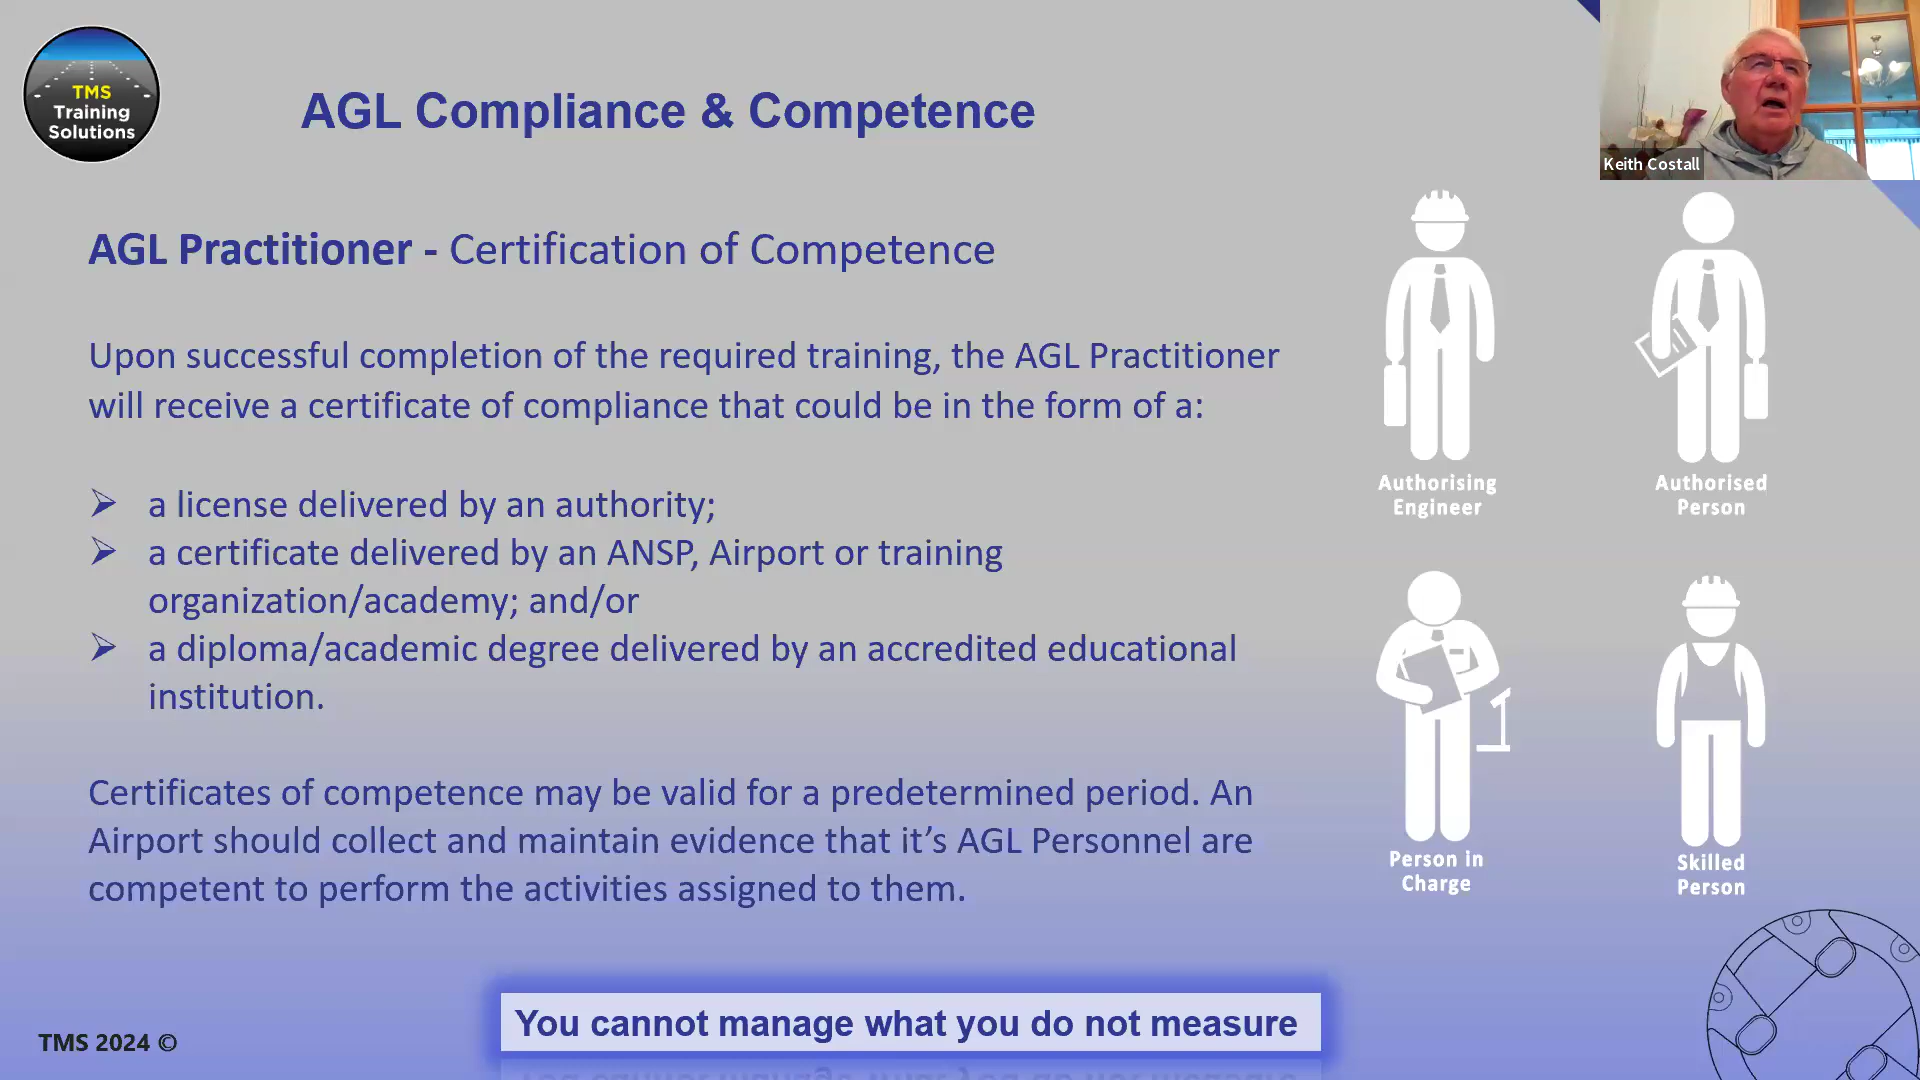 TMS
Training
Solutions
AGL Compliance & Competence
Keith Costall
AGL Practitioner - Certification of Competence
Upon successful completion of the required training, the AGL Practitioner
will receive a certificate of compliance that could be in the form of a:
➢ a license delivered by an authority;
➢ a certificate delivered by an ANSP, Airport or training
organization/academy; and/or
➢ a diploma/academic degree delivered by an accredited educational
institution.
Certificates of competence may be valid for a predetermined period. An
Airport should collect and maintain evidence that it’s AGL Personnel are
competent to perform the activities assigned to them.
Authorising
Engineer
Authorised
Person
Person in
Charge
Skilled
Person
You cannot manage what you do not measure
TMS 2024 ©